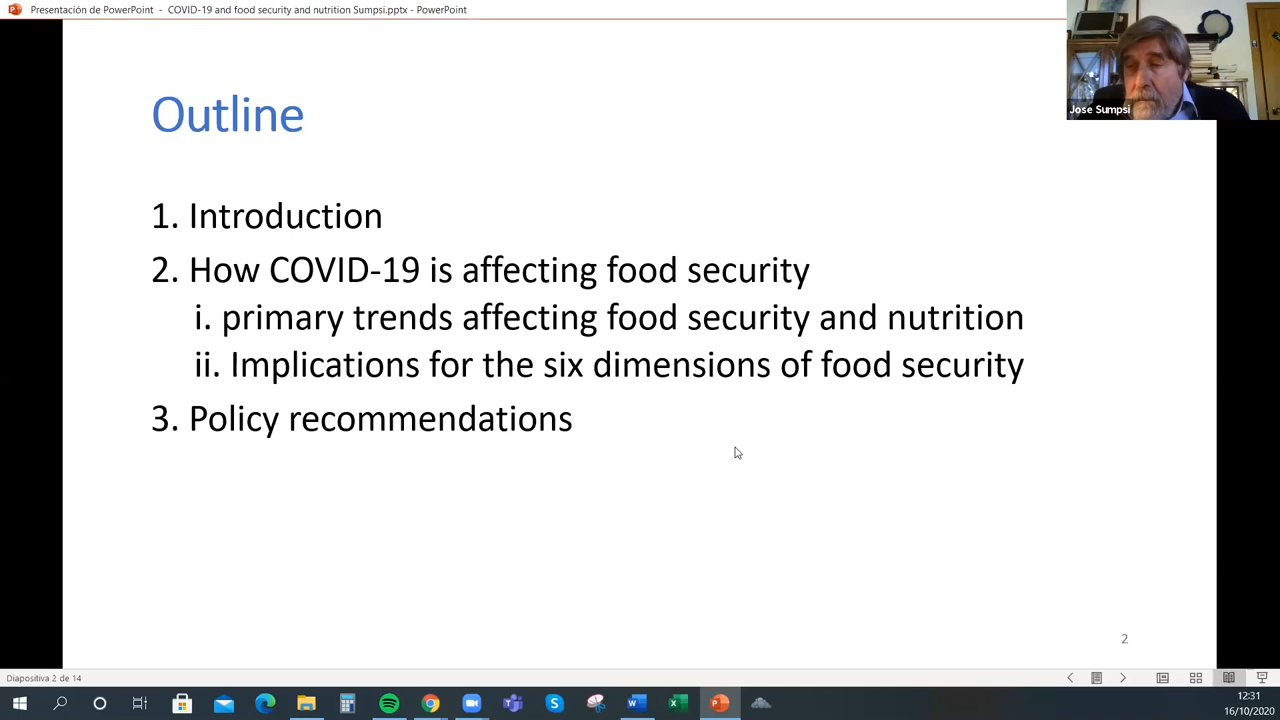 Presentación de PowerPoint - COVID-19 and food security and nutrition Sumpsi.pptx - PowerPoint
Jose Sumpsi
Outline
1. Introduction
2. How COVID-19 is affecting food security
i. primary trends affecting food security and nutrition
ii. Implications for the six dimensions of food security
3. Policy recommendations
2
Diapositiva 2 de 14
12:31
16/10/2020